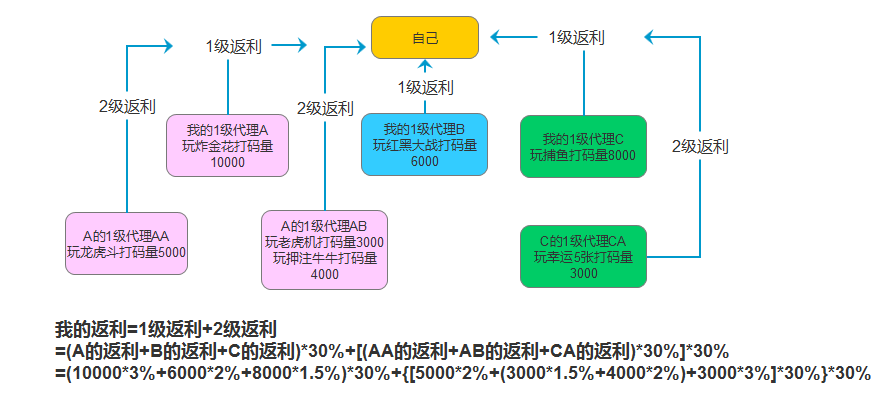 自己
1级返利
1级返利
2级返利
2级返利
1级返利
2级返利
我的1级代理A
玩炸金花打码量
10000
我的1级代理B
玩红黑大战打码量
6000
我的1级代理C
玩捕鱼打码量8000
A的1级代理AA
玩龙虎斗打码量5000
A的1级代理AB
玩老虎机打码量3000
玩押注牛牛打码量
4000
C的1级代理CA
玩幸运5张打码量
3000
我的返利=1级返利+2级返利
=(A的返利+B的返利+C的返利)*30%+[(AA的返利+AB的返利+CA的返利)*30%]*30%
=(10000*3%+6000*2%+8000*1.5%)*30%+{[5000*2%+(3000*1.5%+4000*2%)+3000*3%]*30%}*30%